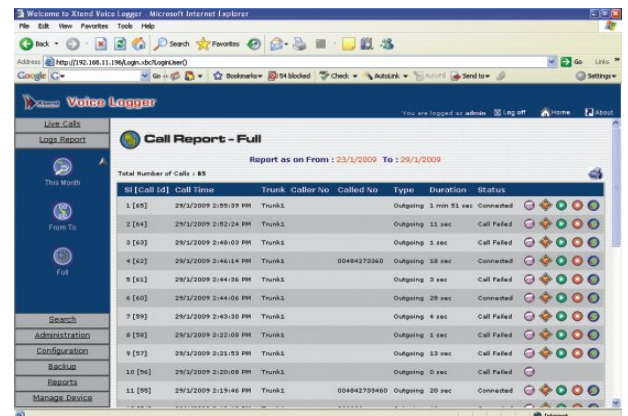 Welcome to Xtend Voice Logger - Microsoft Internet Explorer
File Edit View Favorites Tools Help
Back Search Favorites
Address http://192.168.11.196/Login.xbc?LoginUser() Go Links
Google Go Bookmarks 54 blocked Check AutoLink AutoFill Send to Settings
Xtend Voice Logger
You are logged as admin Log off Home About
Live Calls
Logs Report
This Month
From To
Full
Search
Administration
Configuration
Backup
Reports
Manage Device
Call Report - Full
Report as on From : 23/1/2009 To : 29/1/2009
Total Number of Calls : 65
Sl [Call Id] Call Time Trunk Caller No Called No Type Duration Status
1 [65] 29/1/2009 2:55:39 PM Trunk1 Outgoing 1 min 51 sec Connected
2 [64] 29/1/2009 2:52:24 PM Trunk1 Outgoing 11 sec Call Failed
3 [63] 29/1/2009 2:48:03 PM Trunk1 Outgoing 1 sec Call Failed
4 [62] 29/1/2009 2:46:14 PM Trunk1 00484273360 Outgoing 18 sec Connected
5 [61] 29/1/2009 2:44:36 PM Trunk1 Outgoing 3 sec Call Failed
6 [60] 29/1/2009 2:44:06 PM Trunk1 Outgoing 28 sec Connected
7 [59] 29/1/2009 2:43:30 PM Trunk1 Outgoing 4 sec Call Failed
8 [58] 29/1/2009 2:22:08 PM Trunk1 Outgoing 1 sec Call Failed
9 [57] 29/1/2009 2:21:53 PM Trunk1 Outgoing 13 sec Call Failed
10 [56] 29/1/2009 2:20:08 PM Trunk1 Outgoing 0 sec Call Failed
11 [55] 29/1/2009 2:19:46 PM Trunk1 004842733460 Outgoing 20 sec Connected
Internet